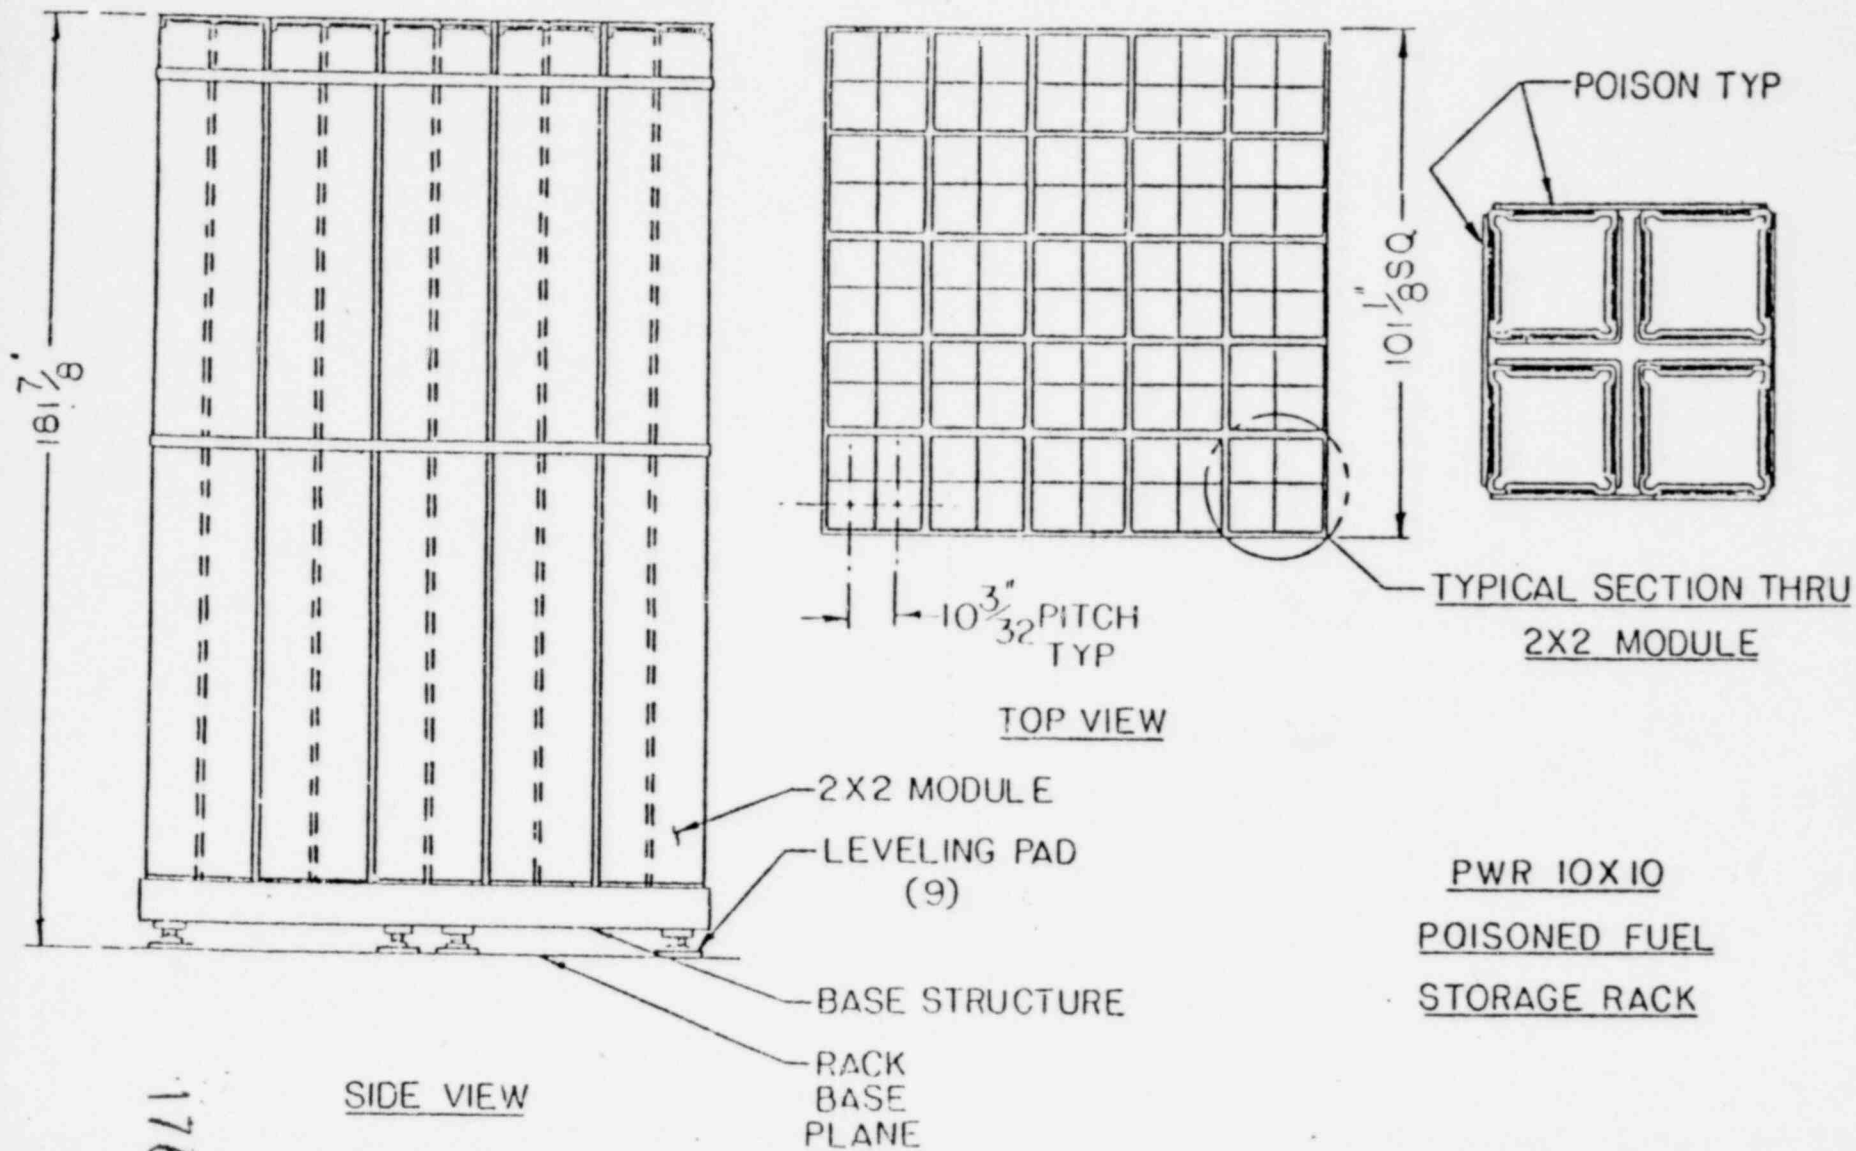 181 7/8"
SIDE VIEW
101 1/8" SQ
10 3/32" PITCH
TYP
TOP VIEW
POISON TYP
TYPICAL SECTION THRU
2X2 MODULE
2X2 MODULE
LEVELING PAD
(9)
BASE STRUCTURE
RACK
BASE
PLANE
PWR 10X10
POISONED FUEL
STORAGE RACK